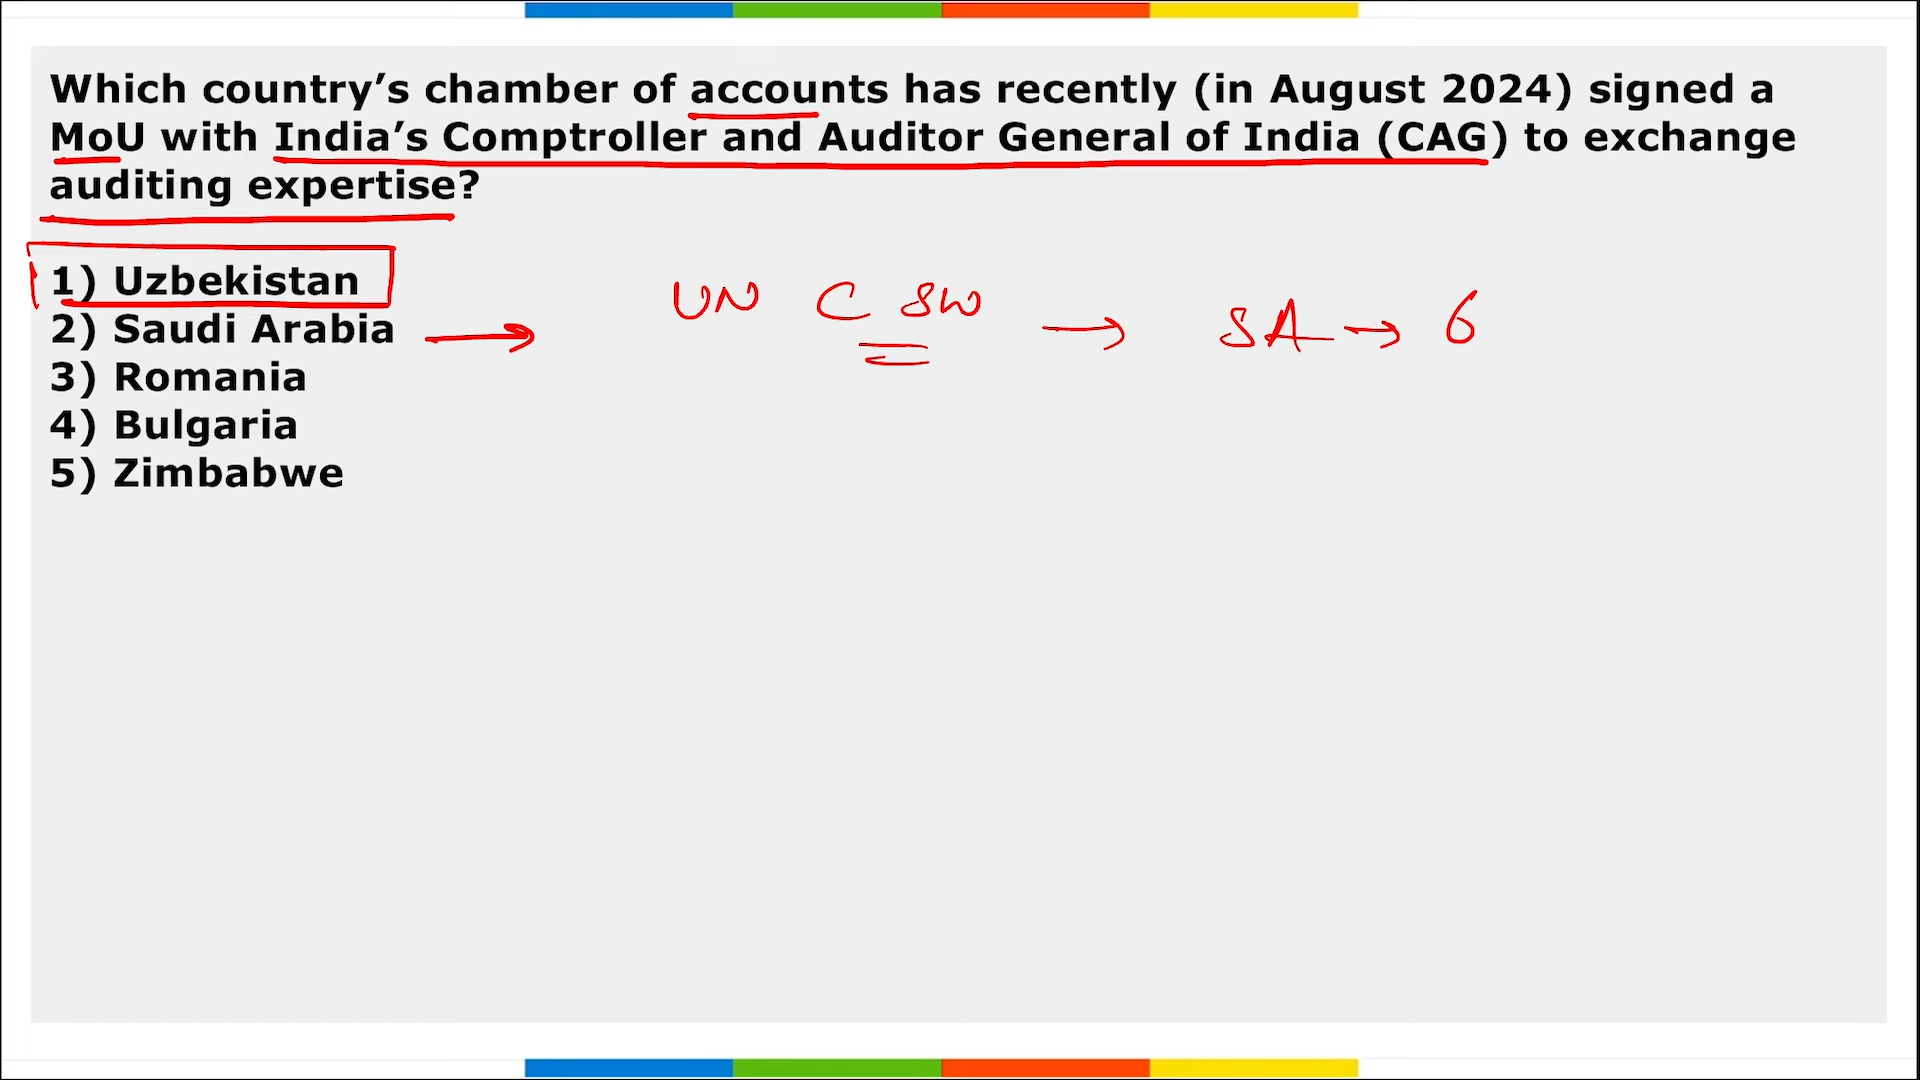 Which country’s chamber of accounts has recently (in August 2024) signed a
MoU with India’s Comptroller and Auditor General of India (CAG) to exchange
auditing expertise?
1) Uzbekistan
2) Saudi Arabia
3) Romania
4) Bulgaria
5) Zimbabwe
UN C SW → SA → 6